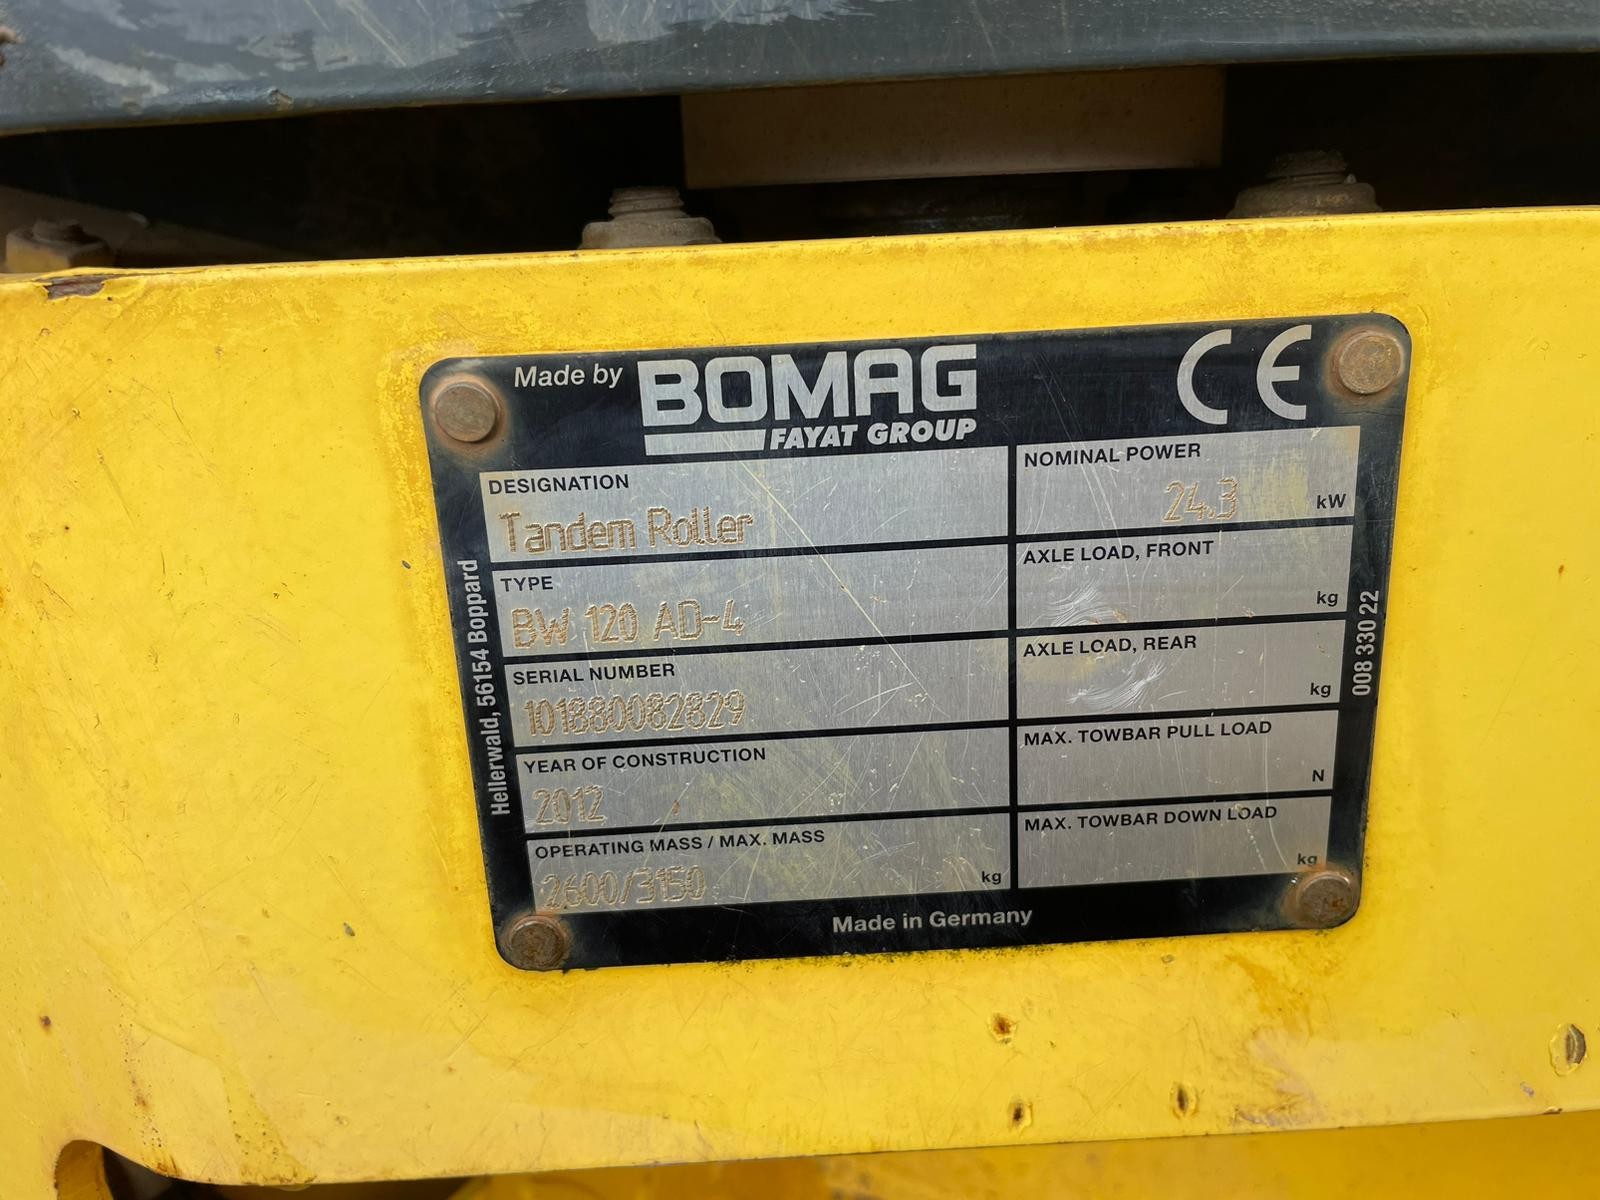 Made by BOMAG
FAYAT GROUP
CE
DESIGNATION
Tandem Roller
TYPE
BW 120 AD-4
SERIAL NUMBER
101880082829
YEAR OF CONSTRUCTION
2012
OPERATING MASS / MAX. MASS
2600/3150 kg
NOMINAL POWER
24.3 kW
AXLE LOAD, FRONT
kg
AXLE LOAD, REAR
kg
MAX. TOWBAR PULL LOAD
N
MAX. TOWBAR DOWN LOAD
kg
Hellerwald, 56154 Boppard
008 330 22
Made in Germany